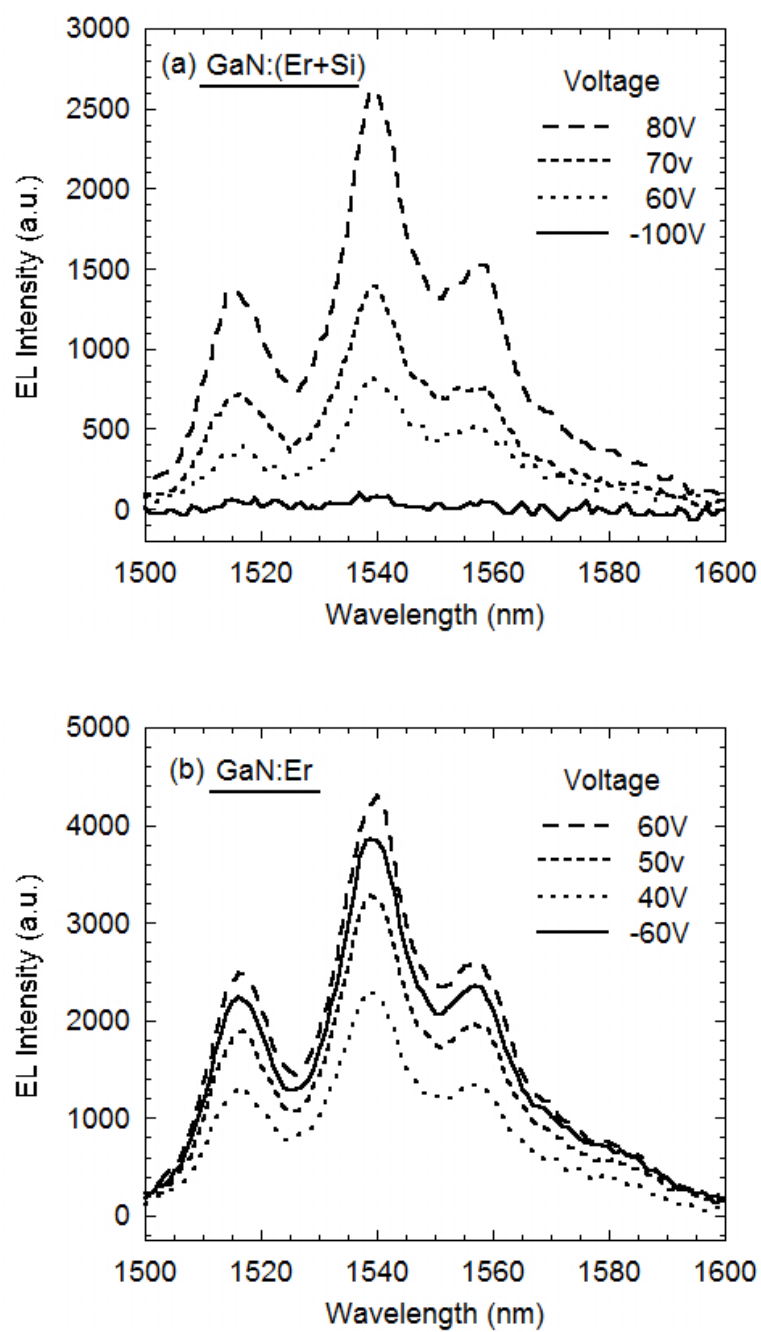 3000
(a) GaN:(Er+Si)
Voltage
2500
80V
70v
2000
60V
-100V
1500
1000
500
0
EL Intensity (a.u.)
1500 1520 1540 1560 1580 1600
Wavelength (nm)
5000
(b) GaN:Er
Voltage
4000
60V
50v
3000
40V
-60V
2000
1000
0
EL Intensity (a.u.)
1500 1520 1540 1560 1580 1600
Wavelength (nm)